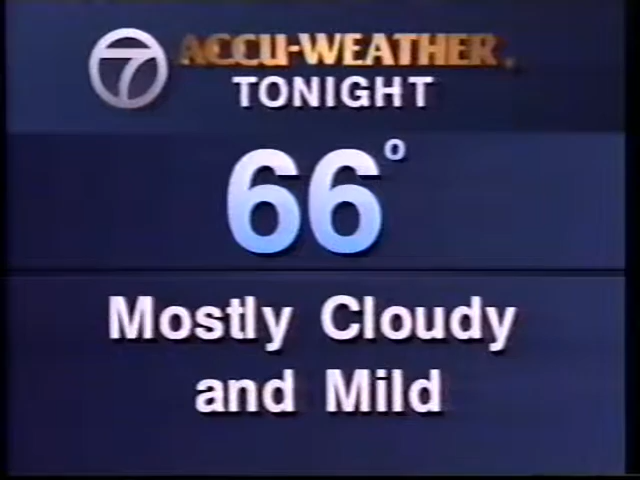 7 ACCU-WEATHER
TONIGHT
66°
Mostly Cloudy
and Mild